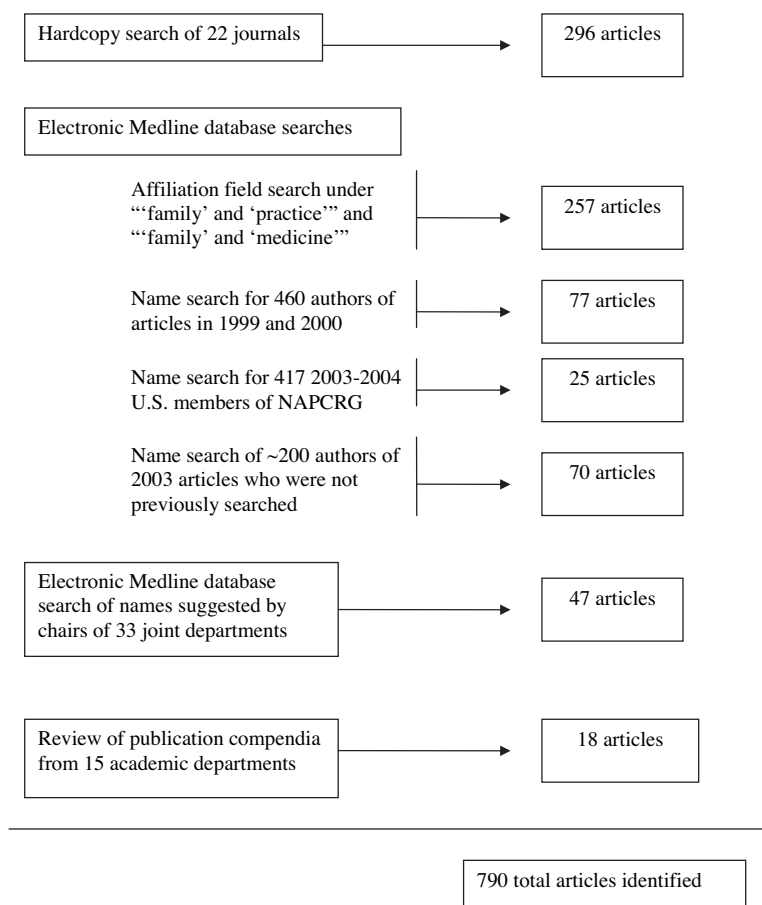 Hardcopy search of 22 journals
296 articles
Electronic Medline database searches
Affiliation field search under
“‘family’ and ‘practice’” and
“‘family’ and ‘medicine’”
257 articles
Name search for 460 authors of
articles in 1999 and 2000
77 articles
Name search for 417 2003-2004
U.S. members of NAPCRG
25 articles
Name search of ~200 authors of
2003 articles who were not
previously searched
70 articles
Electronic Medline database
search of names suggested by
chairs of 33 joint departments
47 articles
Review of publication compendia
from 15 academic departments
18 articles
790 total articles identified